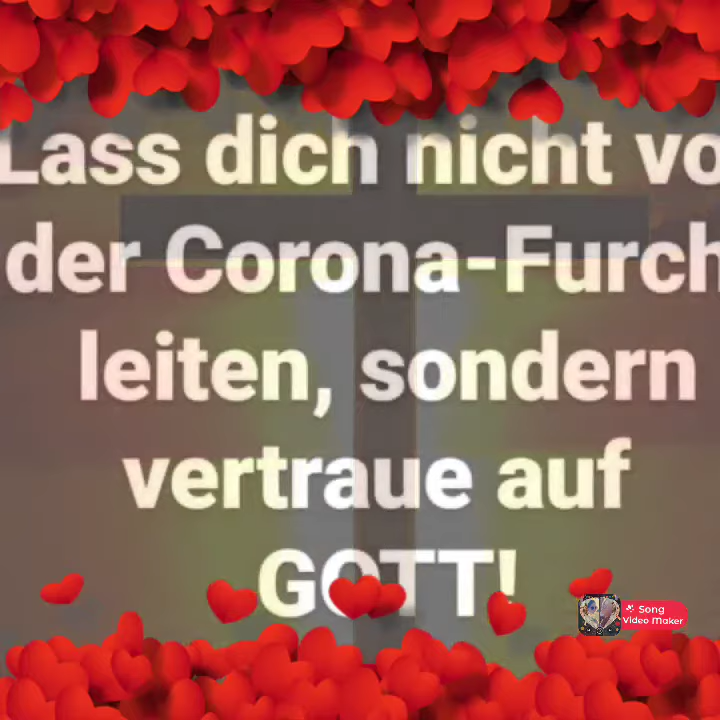 Lass dich nicht vo
der Corona-Furch
leiten, sondern
vertraue auf
GOTT!
Song
Video Maker